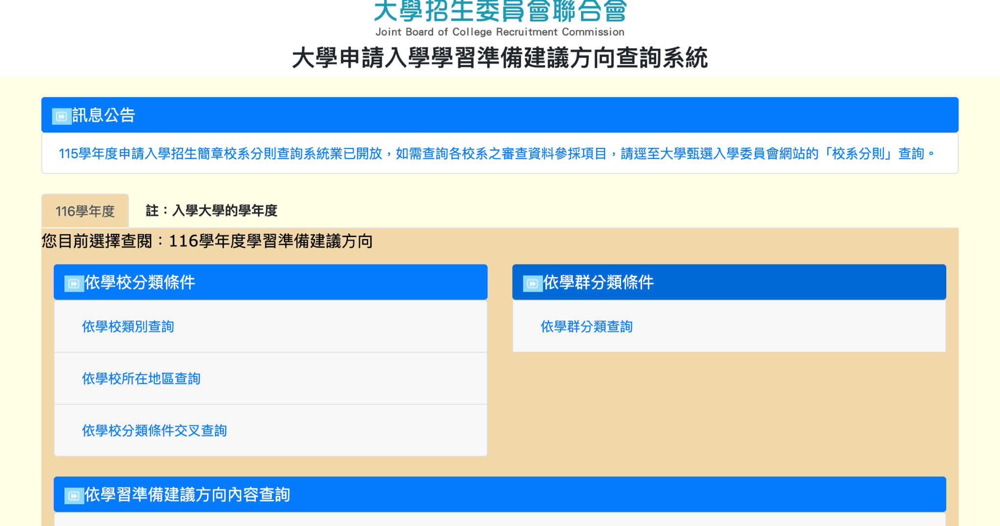 大學招生委員會聯合會
Joint Board of College Recruitment Commission
大學申請入學學習準備建議方向查詢系統
訊息公告
115學年度申請入學招生簡章校系分則查詢系統業已開放，如需查詢各校系之審查資料參採項目，請逕至大學甄選入學委員會網站的「校系分則」查詢。
116學年度
註：入學大學的學年度
您目前選擇查閱：116學年度學習準備建議方向
依學校分類條件
依學群分類條件
依學校類別查詢
依學群分類查詢
依學校所在地區查詢
依學校分類條件交叉查詢
依學習準備建議方向內容查詢